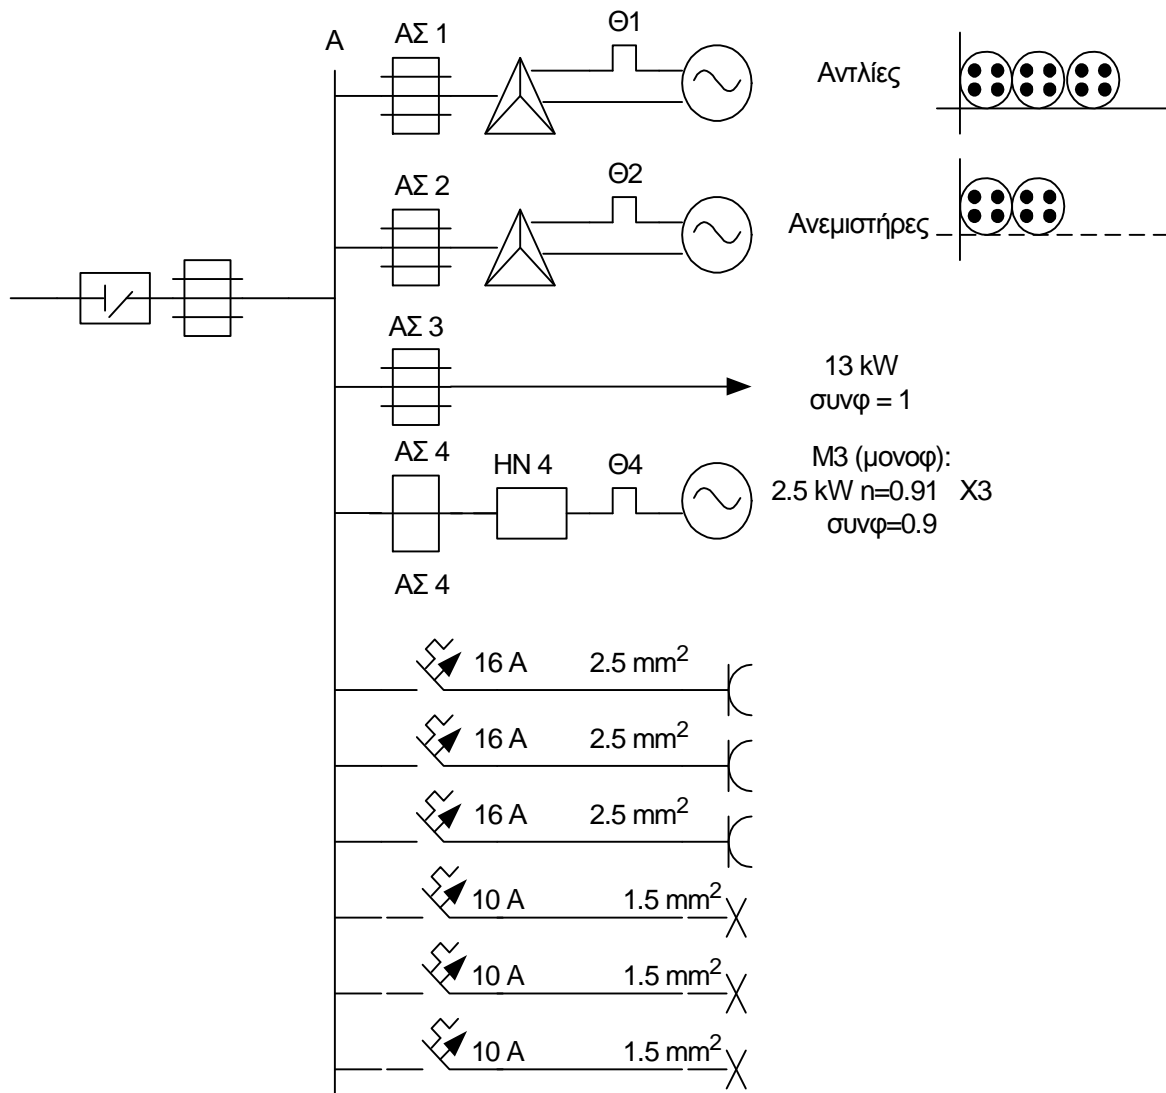 Α
ΑΣ 1
Θ1
Αντλίες
ΑΣ 2
Θ2
Ανεμιστήρες
ΑΣ 3
13 kW
συνφ = 1
ΑΣ 4
ΗΝ 4
Θ4
Μ3 (μονοφ):
2.5 kW n=0.91 X3
συνφ=0.9
ΑΣ 4
16 A 2.5 mm²
16 A 2.5 mm²
16 A 2.5 mm²
10 A 1.5 mm²
10 A 1.5 mm²
10 A 1.5 mm²